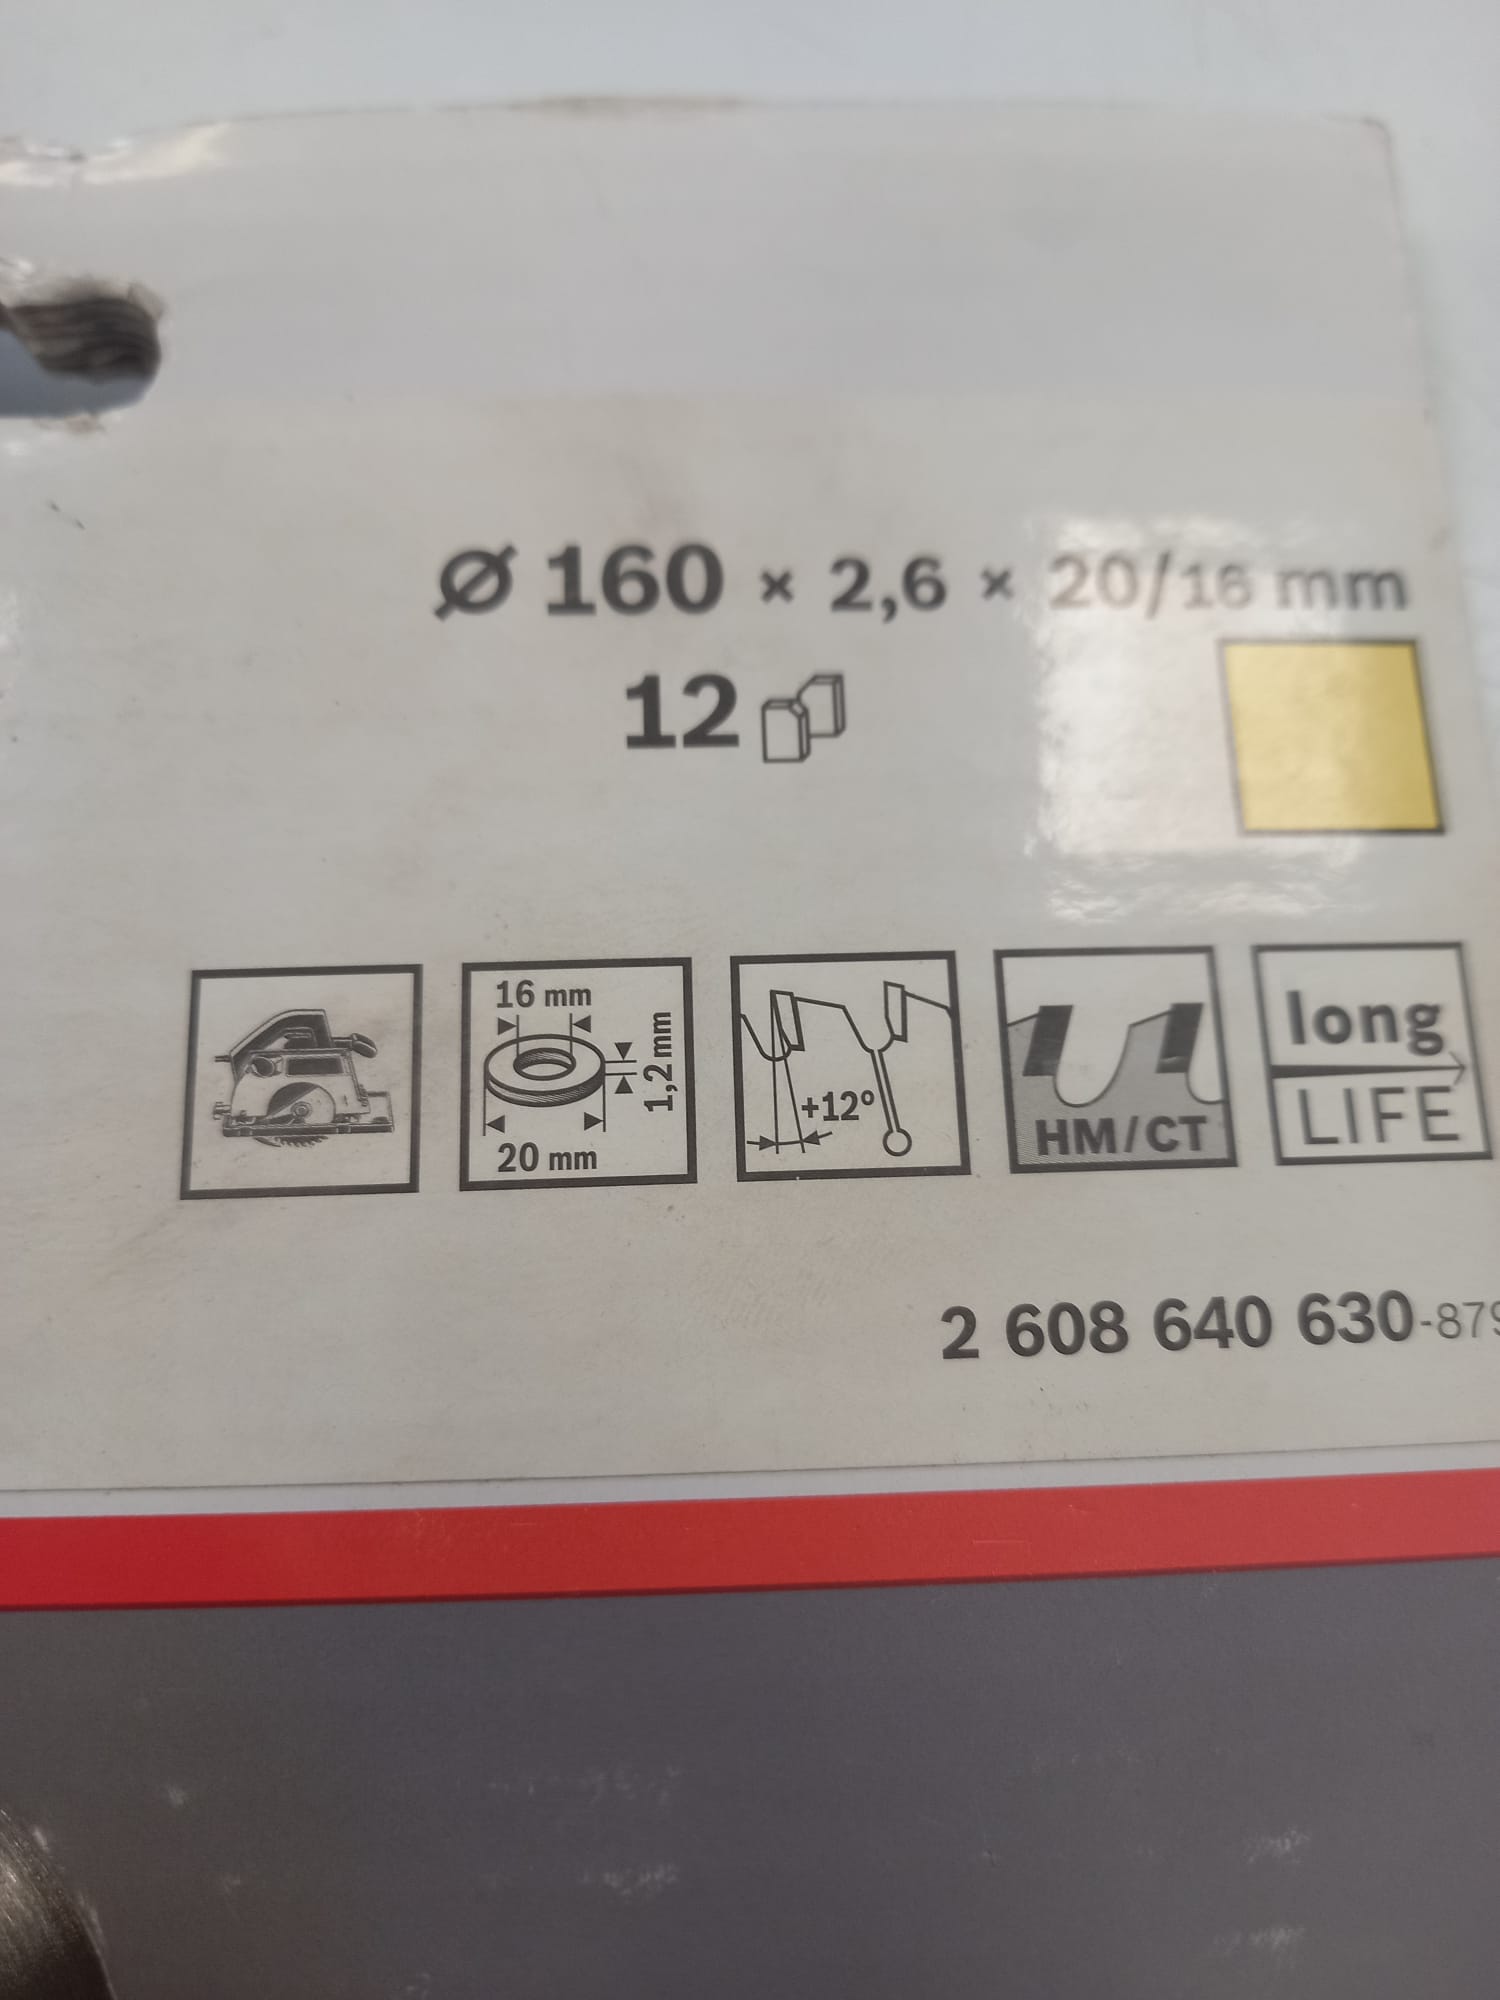 Ø 160 × 2,6 × 20/16 mm
12
16 mm
1,2 mm
20 mm
+12°
HM/CT
long
LIFE
2 608 640 630-879